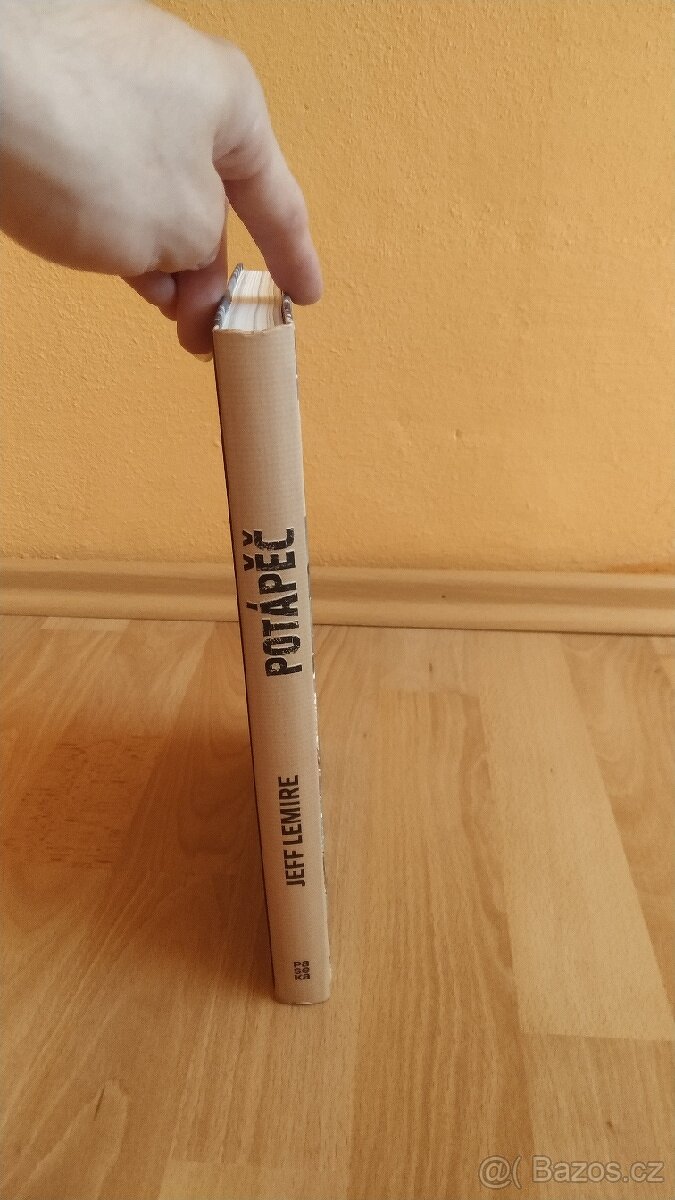 POTÁPĚČ
JEFF LEMIRE
@( Bazos.cz